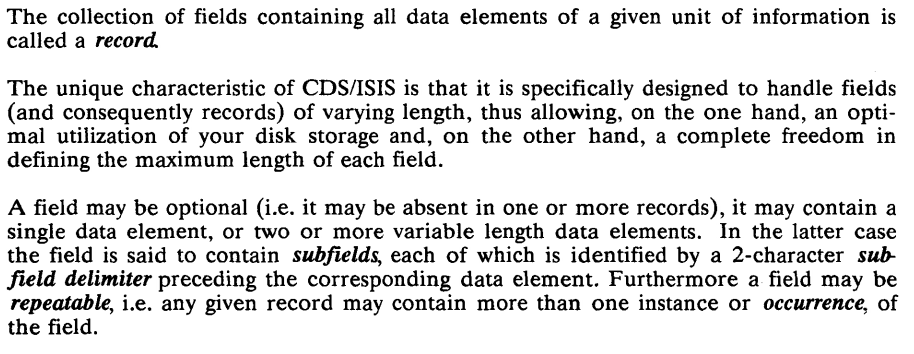 The collection of fields containing all data elements of a given unit of information is
called a record.
The unique characteristic of CDS/ISIS is that it is specifically designed to handle fields
(and consequently records) of varying length, thus allowing, on the one hand, an opti-
mal utilization of your disk storage and, on the other hand, a complete freedom in
defining the maximum length of each field.
A field may be optional (i.e. it may be absent in one or more records), it may contain a
single data element, or two or more variable length data elements. In the latter case
the field is said to contain subfields, each of which is identified by a 2-character sub-
field delimiter preceding the corresponding data element. Furthermore a field may be
repeatable, i.e. any given record may contain more than one instance or occurrence, of
the field.